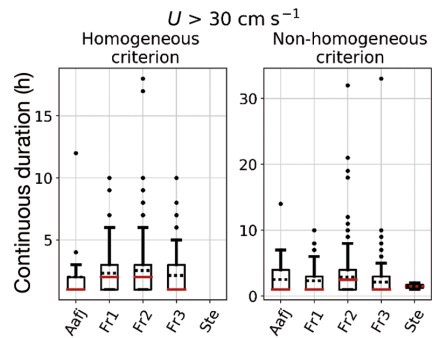 U > 30 cm s⁻¹
Homogeneous
criterion
Non-homogeneous
criterion
Continuous duration (h)
15
10
5
30
20
10
0
Aafj
Fr1
Fr2
Fr3
Ste
Aafj
Fr1
Fr2
Fr3
Ste